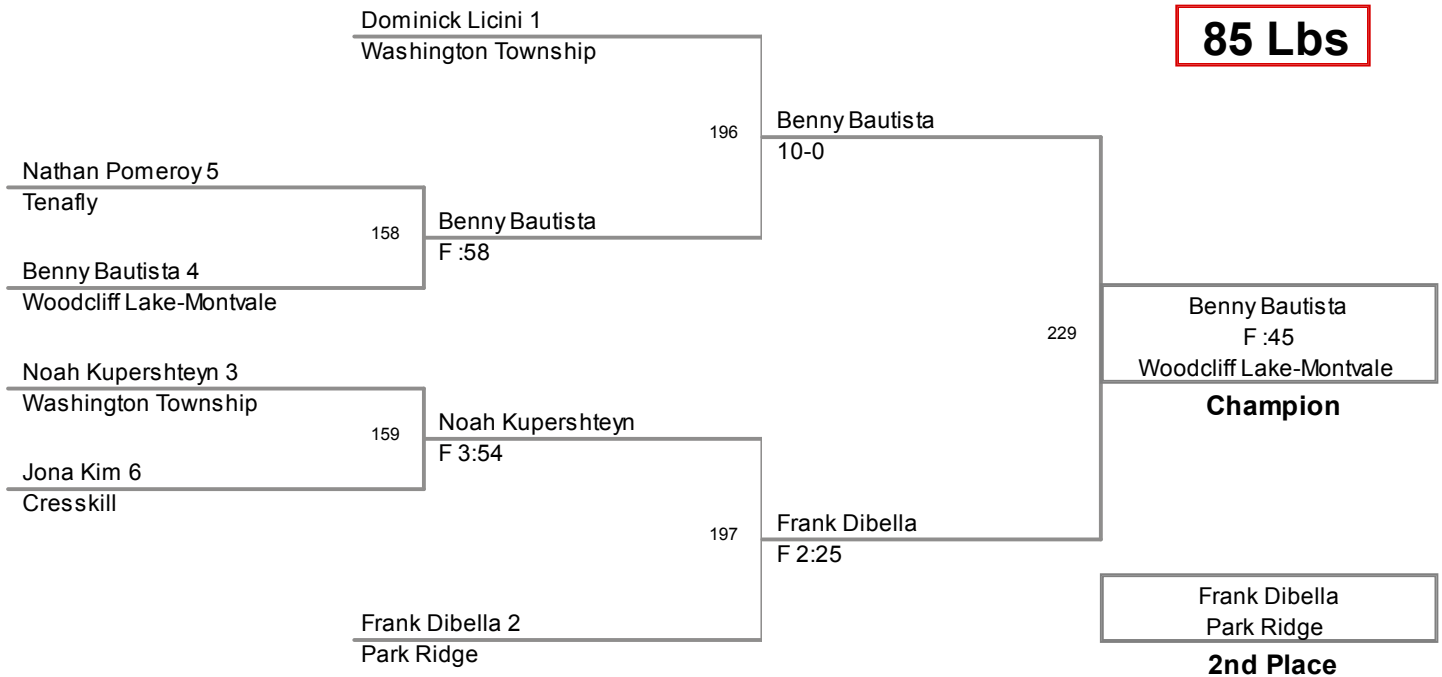 Dominick Licini 1
Washington Township
85 Lbs
196
Benny Bautista
10-0
Nathan Pomeroy 5
Tenafly
158
Benny Bautista
F :58
Benny Bautista 4
Woodcliff Lake-Montvale
229
Benny Bautista
F :45
Woodcliff Lake-Montvale
Champion
Noah Kupershteyn 3
Washington Township
159
Noah Kupershteyn
F 3:54
Jona Kim 6
Cresskill
197
Frank Dibella
F 2:25
Frank Dibella 2
Park Ridge
Frank Dibella
Park Ridge
2nd Place